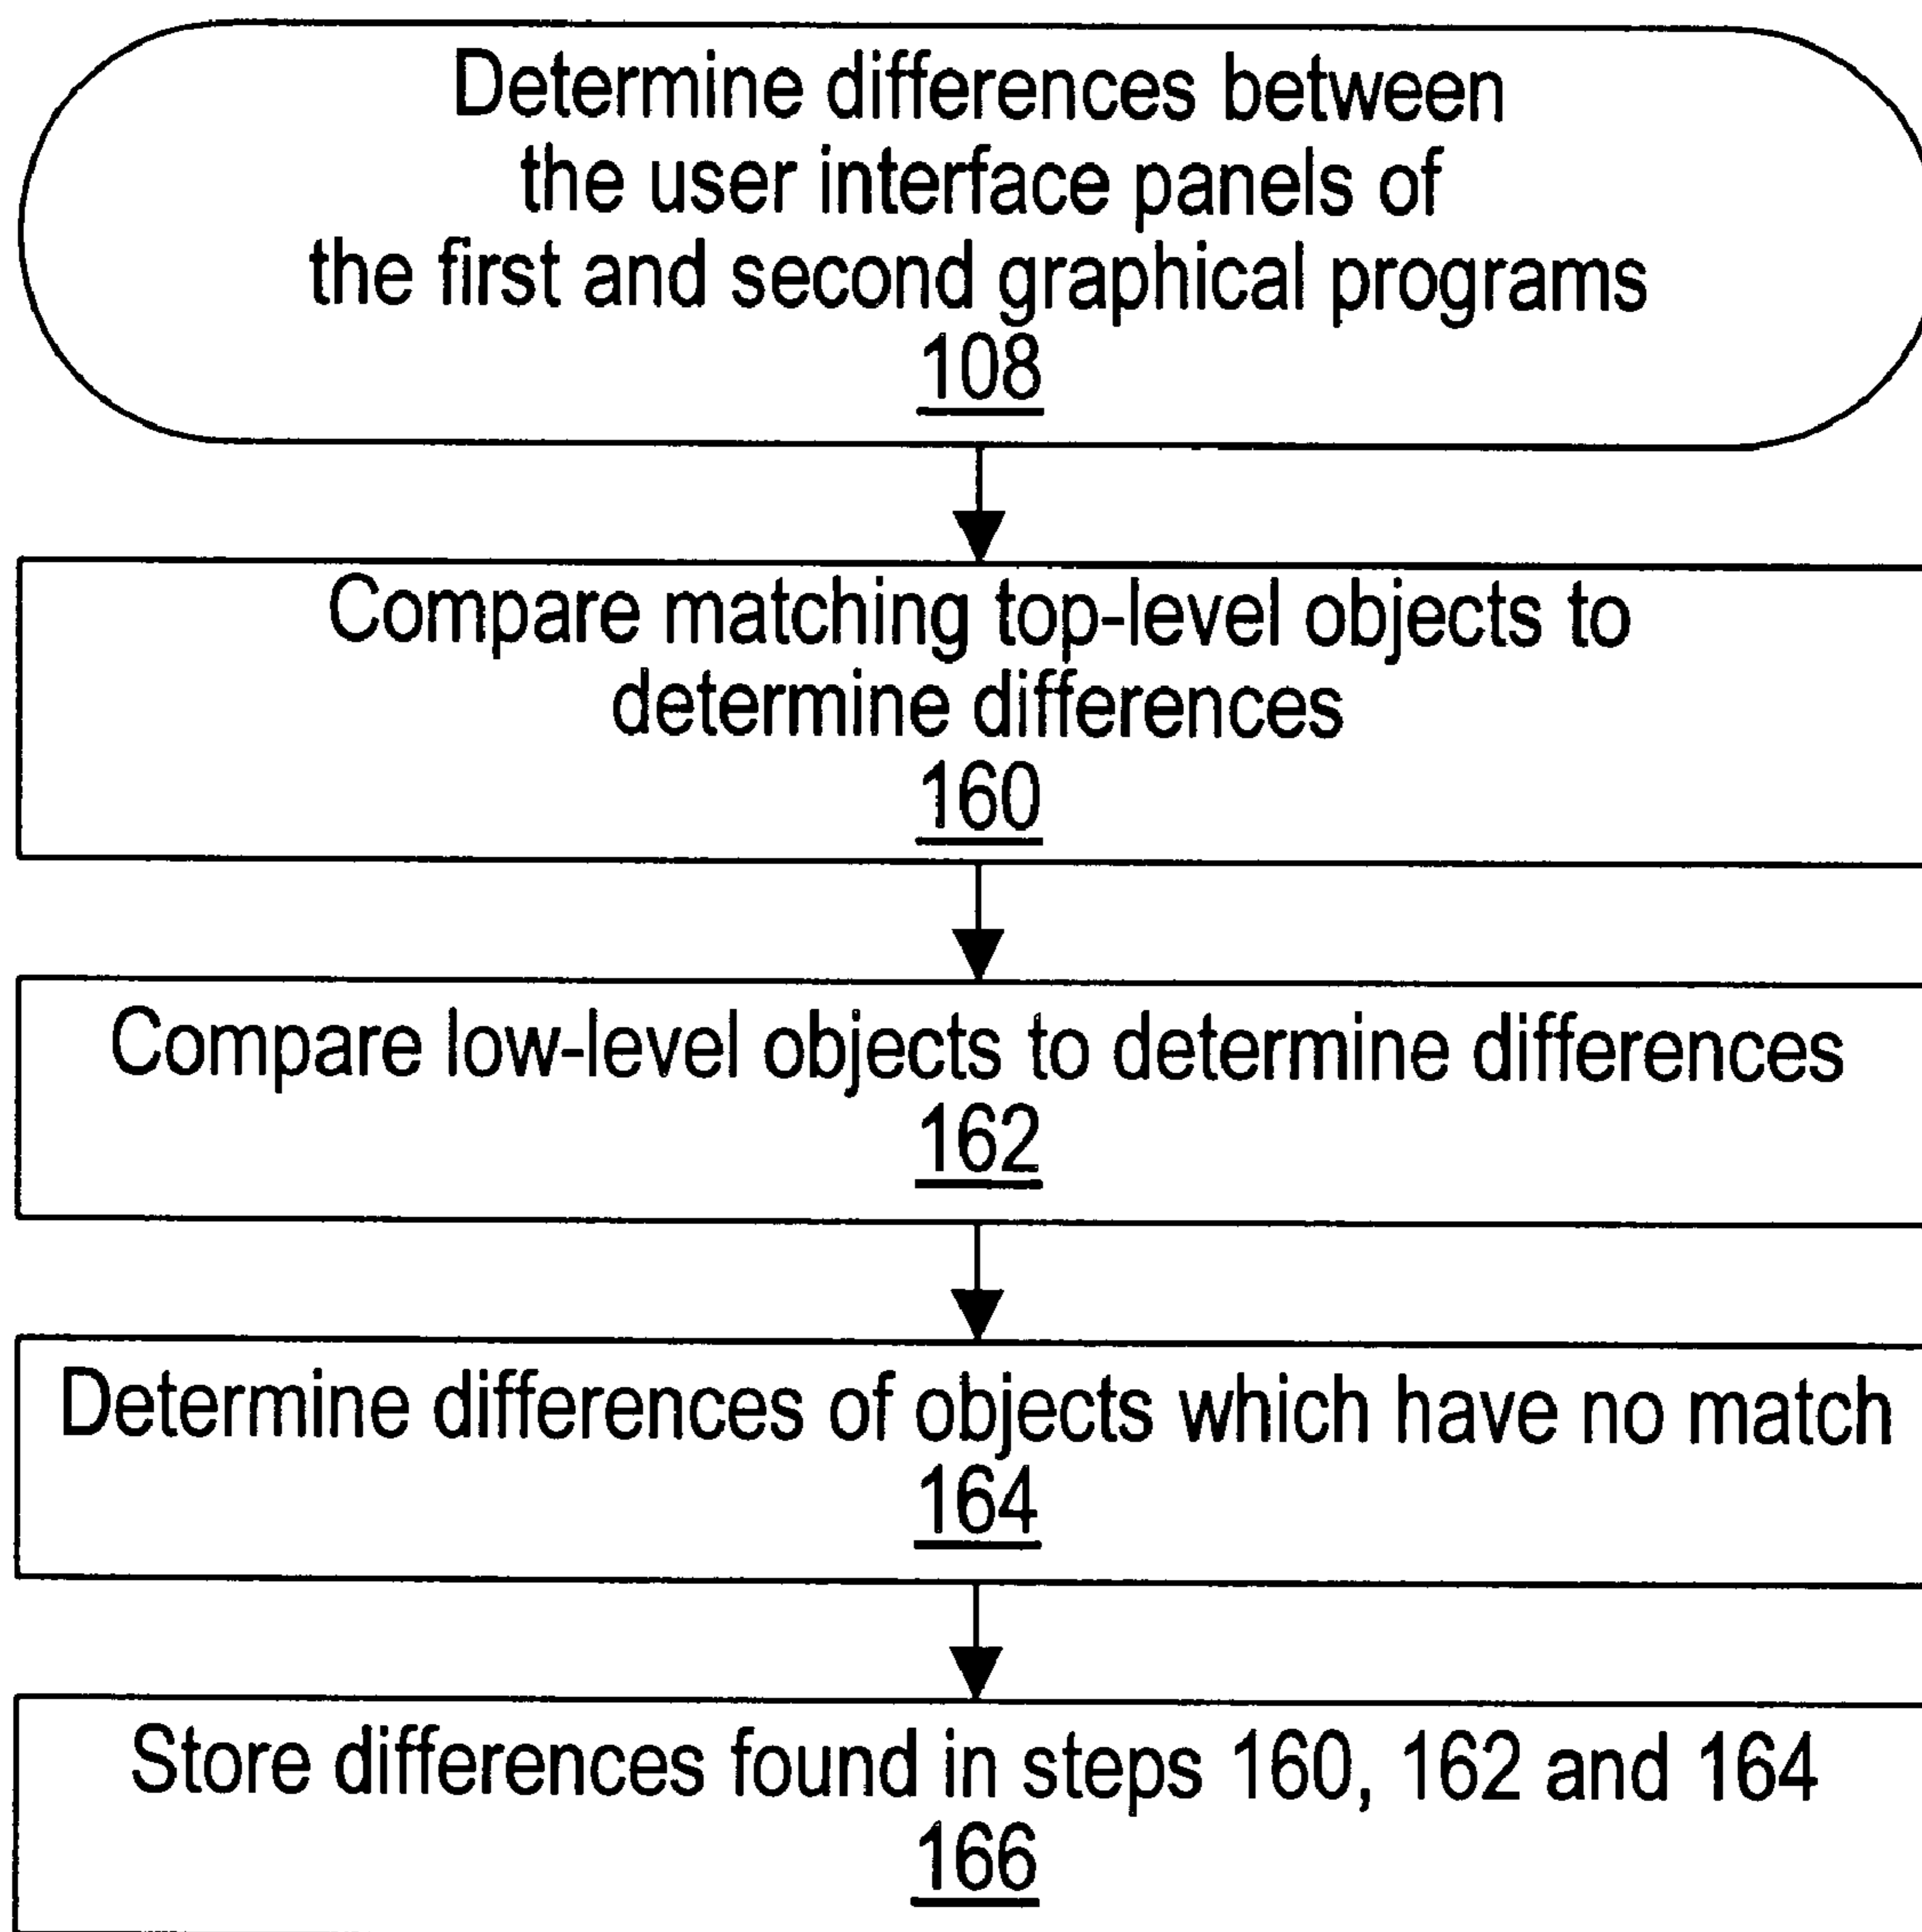 Determine differences between
the user interface panels of
the first and second graphical programs
108
Compare matching top-level objects to
determine differences
160
Compare low-level objects to determine differences
162
Determine differences of objects which have no match
164
Store differences found in steps 160, 162 and 164
166